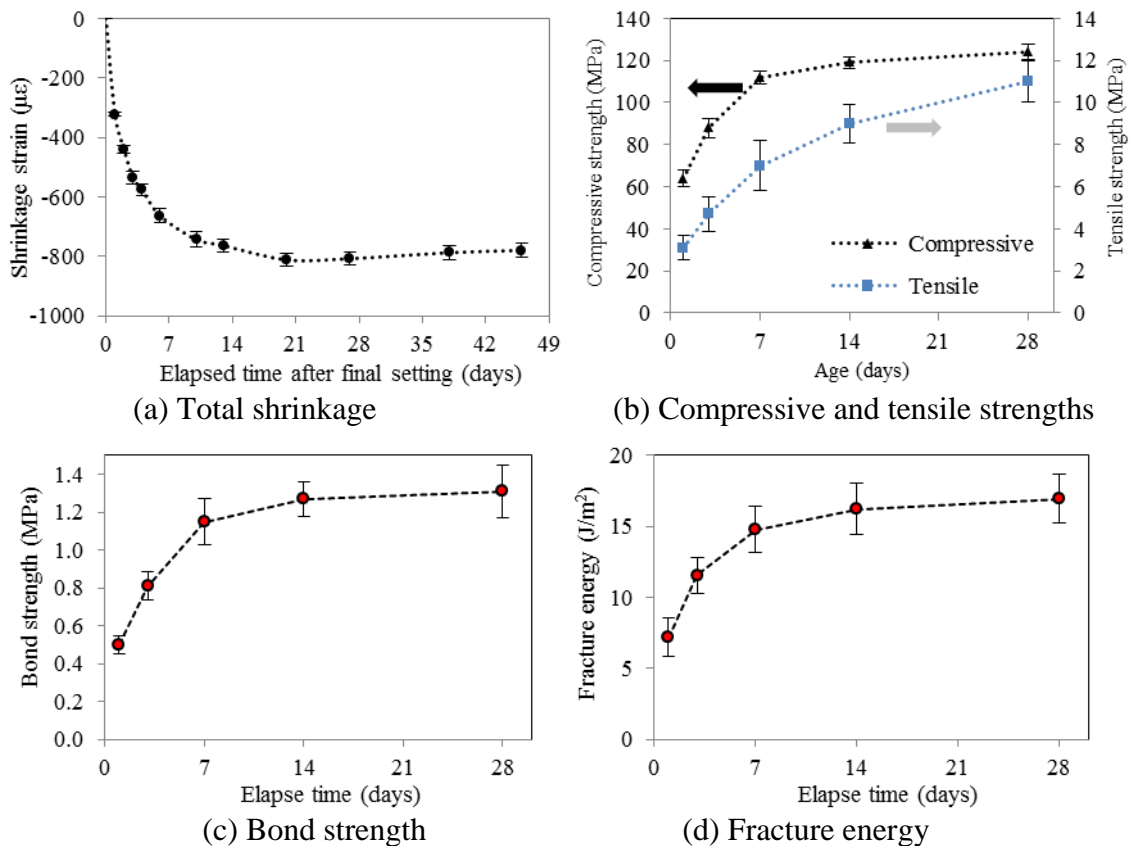 0
-200
-400
-600
-800
-1000
Shrinkage strain (με)
0 7 14 21 28 35 42 49
Elapsed time after final setting (days)
(a) Total shrinkage
140
120
100
80
60
40
20
0
Compressive strength (MPa)
14
12
10
8
6
4
2
0
Tensile strength (MPa)
Compressive
Tensile
0 7 14 21 28
Age (days)
(b) Compressive and tensile strengths
1.4
1.2
1.0
0.8
0.6
0.4
0.2
0.0
Bond strength (MPa)
0 7 14 21 28
Elapse time (days)
(c) Bond strength
20
15
10
5
0
Fracture energy (J/m²)
0 7 14 21 28
Elapse time (days)
(d) Fracture energy